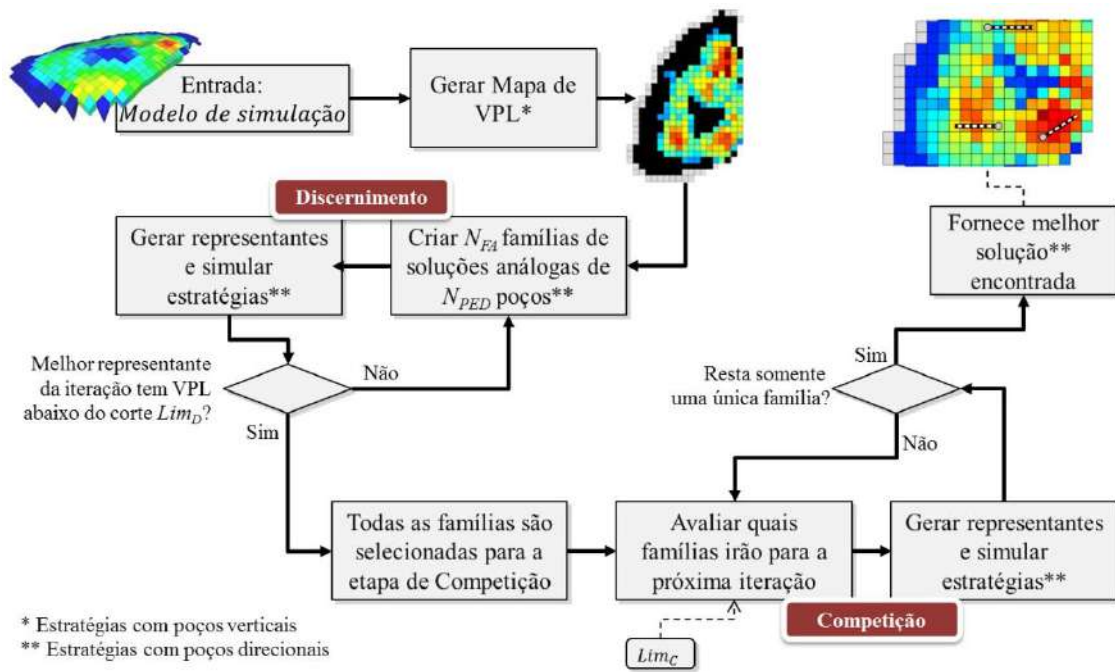 Entrada:
Modelo de simulação
Gerar Mapa de
VPL*
Discernimento
Gerar representantes
e simular
estratégias**
Criar N_FA famílias de
soluções análogas de
N_PED poços**
Fornece melhor
solução**
encontrada
Melhor representante
da iteração tem VPL
abaixo do corte Lim_D?
Não
Sim
Resta somente
uma única família?
Sim
Não
Todas as famílias são
selecionadas para a
etapa de Competição
Avaliar quais
famílias irão para a
próxima iteração
Gerar representantes
e simular
estratégias**
Competição
Lim_C
* Estratégias com poços verticais
** Estratégias com poços direcionais